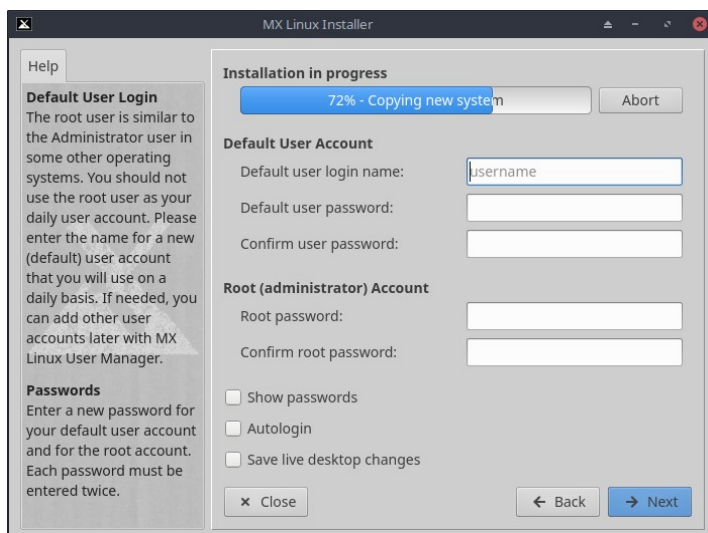 MX Linux Installer
Help
Default User Login
The root user is similar to
the Administrator user in
some other operating
systems. You should not
use the root user as your
daily user account. Please
enter the name for a new
(default) user account
that you will use on a
daily basis. If needed, you
can add other user
accounts later with MX
Linux User Manager.
Passwords
Enter a new password for
your default user account
and for the root account.
Each password must be
entered twice.
Installation in progress
72% - Copying new system
Abort
Default User Account
Default user login name:
username
Default user password:
Confirm user password:
Root (administrator) Account
Root password:
Confirm root password:
Show passwords
Autologin
Save live desktop changes
Close
Back
Next